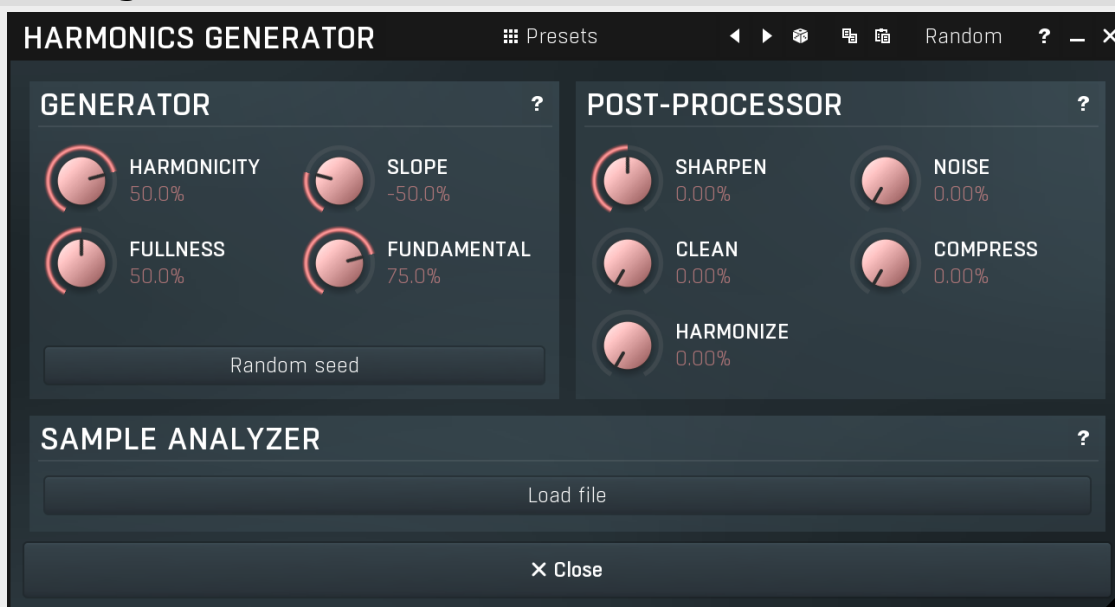 HARMONICS GENERATOR Presets Random ?
GENERATOR ?
HARMONICITY
50.0%
SLOPE
-50.0%
FULLNESS
50.0%
FUNDAMENTAL
75.0%
Random seed
POST-PROCESSOR ?
SHARPEN
0.00%
NOISE
0.00%
CLEAN
0.00%
COMPRESS
0.00%
HARMONIZE
0.00%
SAMPLE ANALYZER ?
Load file
Close